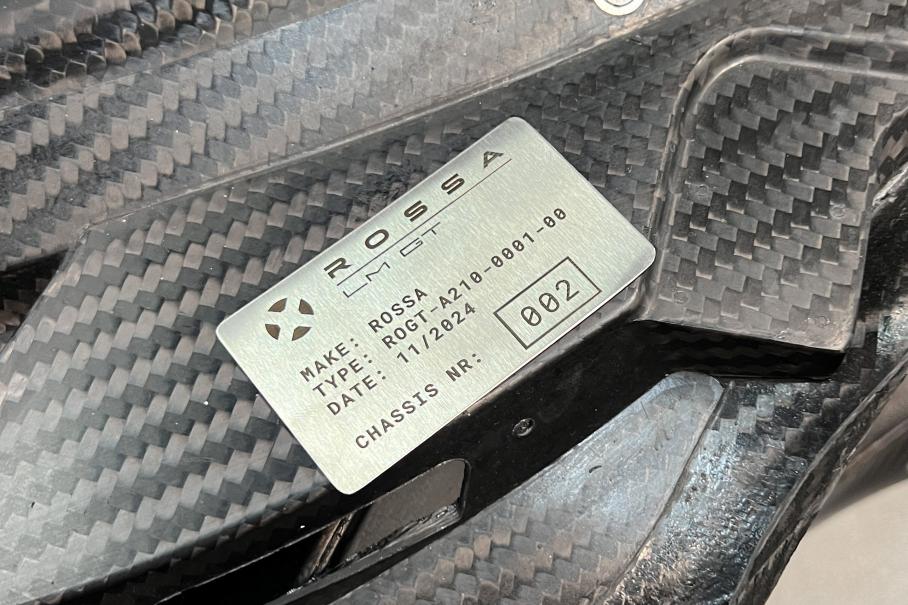 ROSSA
LM GT
MAKE: ROSSA
TYPE: ROGT-A210-0001-00
DATE: 11/2024
CHASSIS NR: 002